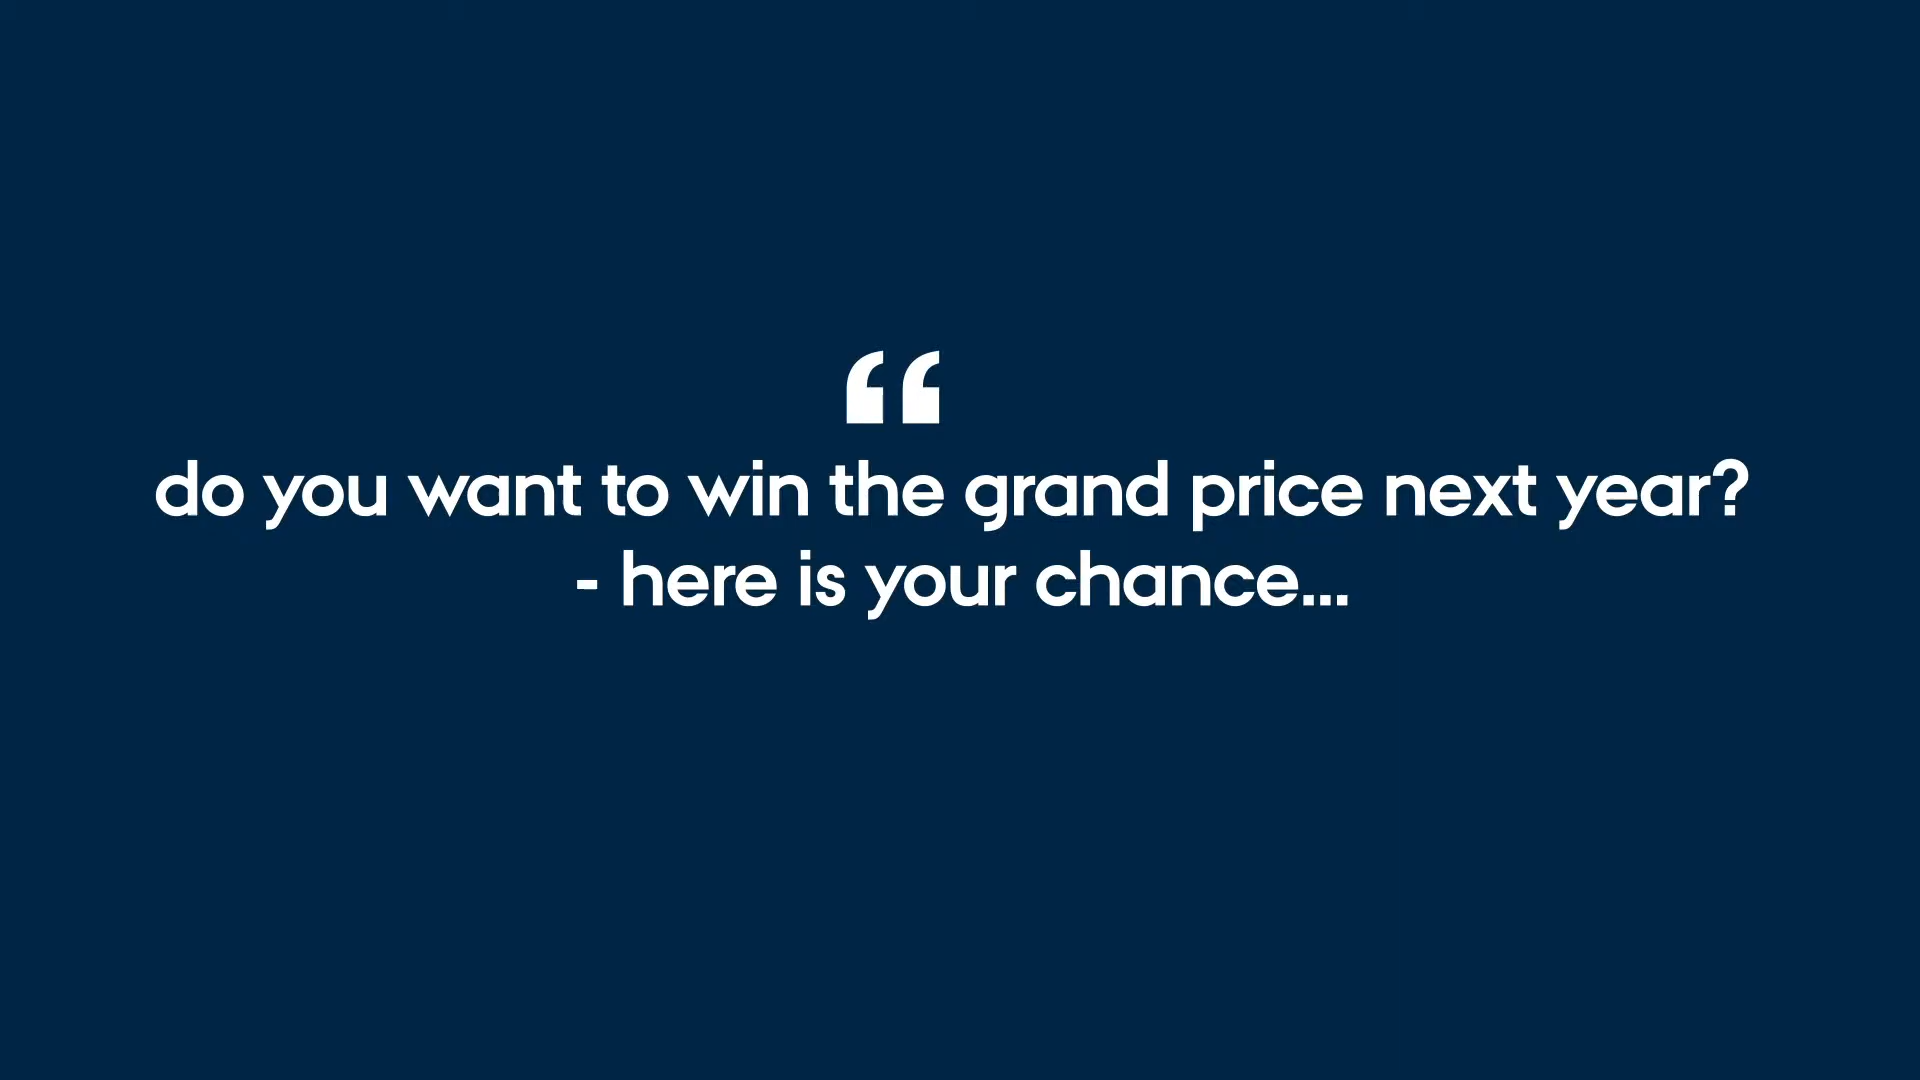 “
do you want to win the grand price next year?
- here is your chance...